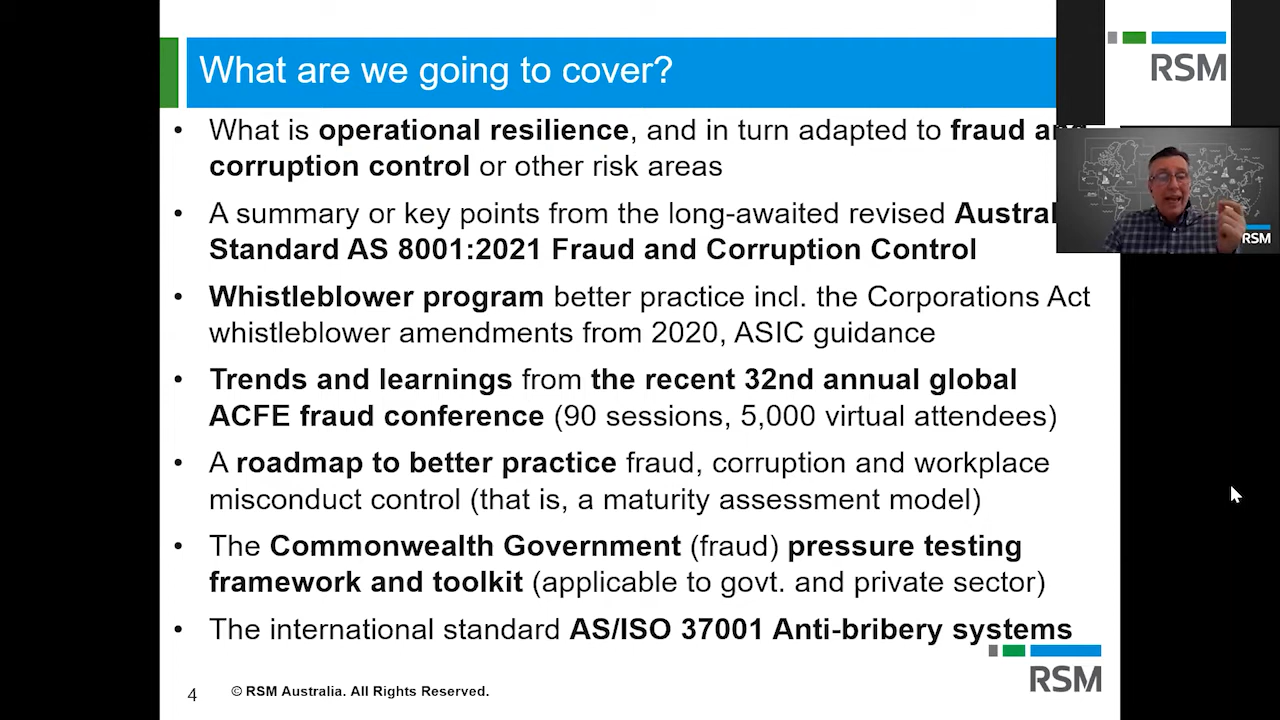 What are we going to cover?
• What is operational resilience, and in turn adapted to fraud and
corruption control or other risk areas
• A summary or key points from the long-awaited revised Austral
Standard AS 8001:2021 Fraud and Corruption Control
• Whistleblower program better practice incl. the Corporations Act
whistleblower amendments from 2020, ASIC guidance
• Trends and learnings from the recent 32nd annual global
ACFE fraud conference (90 sessions, 5,000 virtual attendees)
• A roadmap to better practice fraud, corruption and workplace
misconduct control (that is, a maturity assessment model)
• The Commonwealth Government (fraud) pressure testing
framework and toolkit (applicable to govt. and private sector)
• The international standard AS/ISO 37001 Anti-bribery systems
4
© RSM Australia. All Rights Reserved.
RSM
RSM
RSM